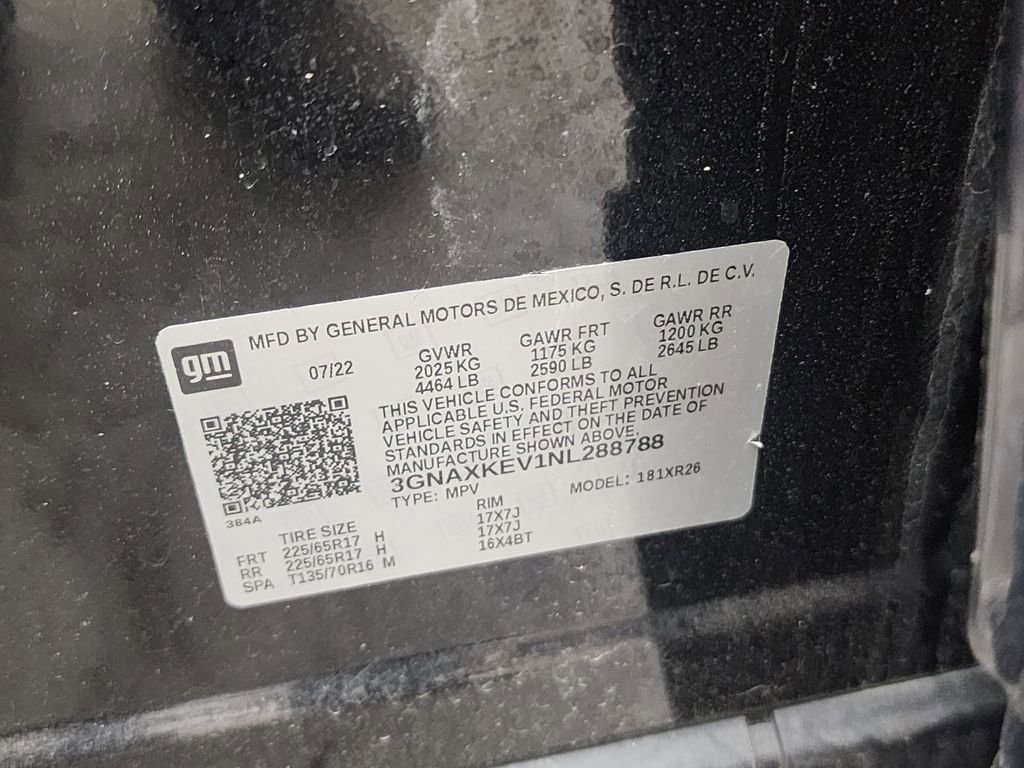 MFD BY GENERAL MOTORS DE MEXICO, S. DE R.L. DE C.V.
gm
07/22
GVWR GAWR FRT GAWR RR
2025 KG 1175 KG 1200 KG
4464 LB 2590 LB 2645 LB
THIS VEHICLE CONFORMS TO ALL
APPLICABLE U.S. FEDERAL MOTOR
VEHICLE SAFETY AND THEFT PREVENTION
STANDARDS IN EFFECT ON THE DATE OF
MANUFACTURE SHOWN ABOVE.
3GNAXKEV1NL288788
TYPE: MPV MODEL: 181XR26
384A
TIRE SIZE RIM
FRT 225/65R17 H 17X7J
RR 225/65R17 H 17X7J
SPA T135/70R16 M 16X4BT